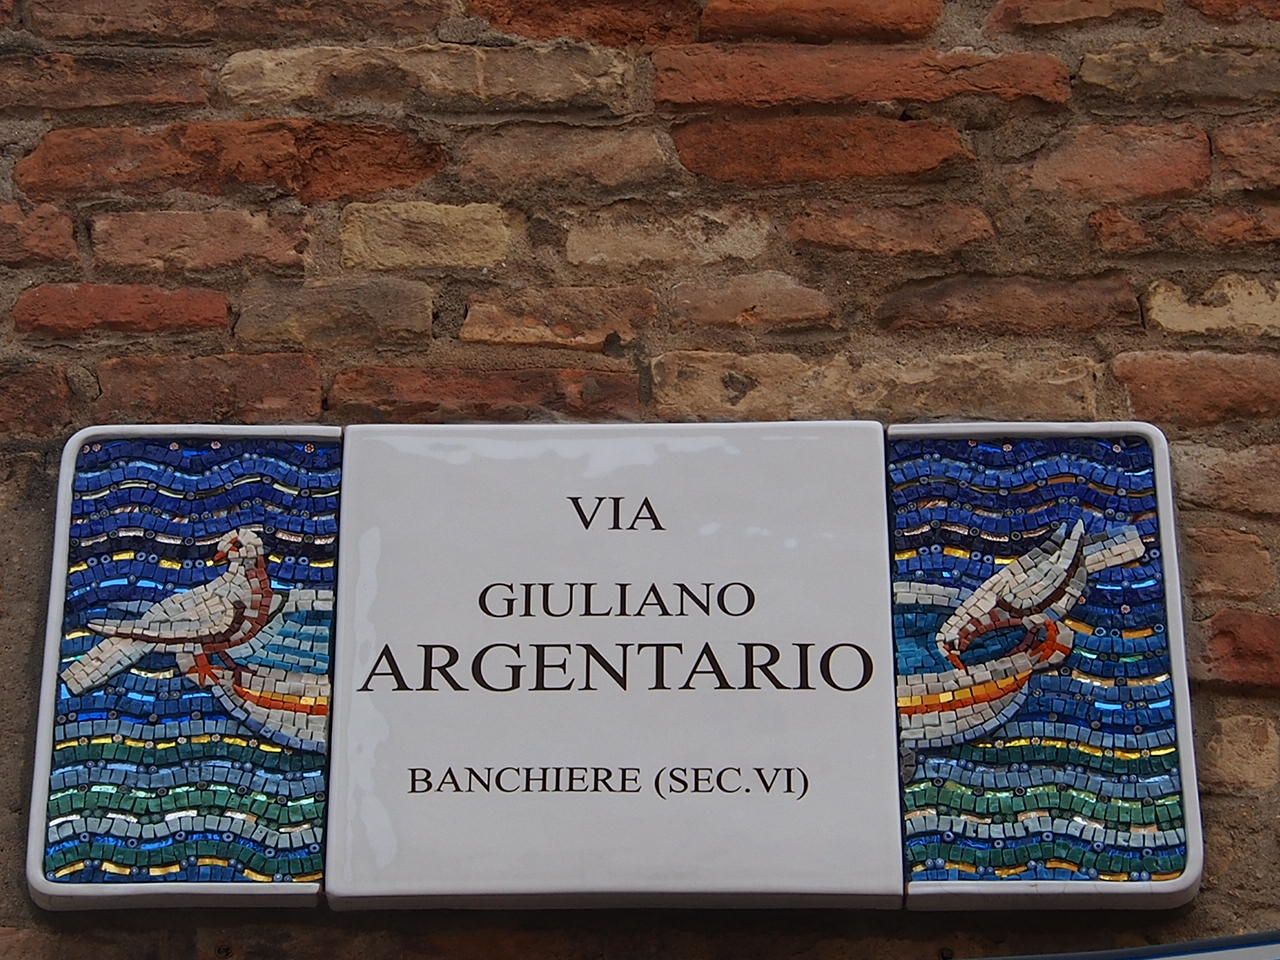 VIA
GIULIANO
ARGENTARIO
BANCHIERE (SEC.VI)